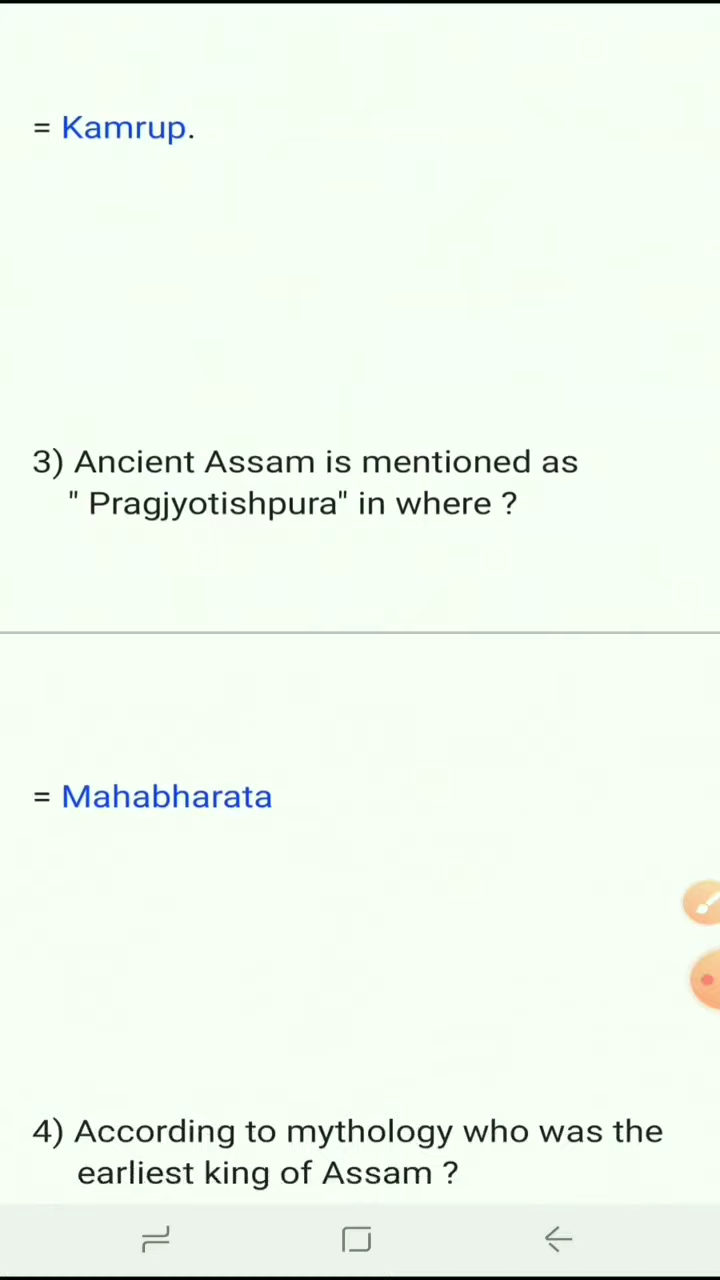 = Kamrup.
3) Ancient Assam is mentioned as
" Pragjyotishpura" in where ?
= Mahabharata
4) According to mythology who was the
earliest king of Assam ?